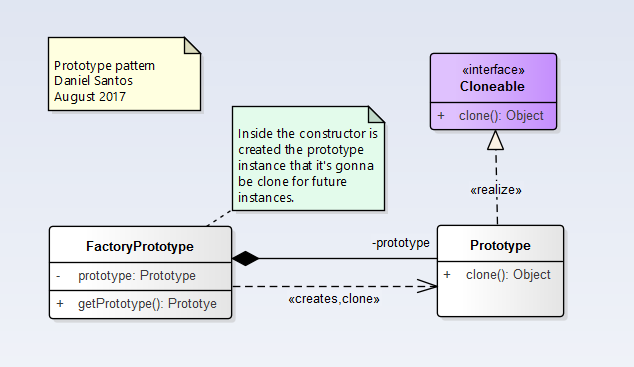 Prototype pattern
Daniel Santos
August 2017
«interface»
Cloneable
+ clone(): Object
Inside the constructor is
created the prototype
instance that it's gonna
be clone for future
instances.
«realize»
FactoryPrototype
- prototype: Prototype
+ getPrototype(): Prototye
-prototype
«creates,clone»
Prototype
+ clone(): Object